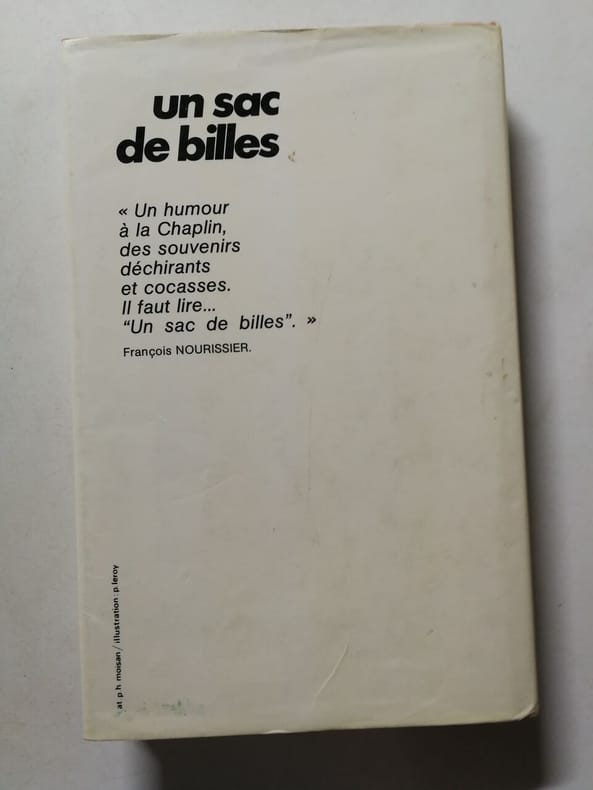 un sac
de billes
« Un humour
à la Chaplin,
des souvenirs
déchirants
et cocasses.
Il faut lire...
“Un sac de billes”. »
François NOURISSIER.
at p.h moisan / illustration : p leroy